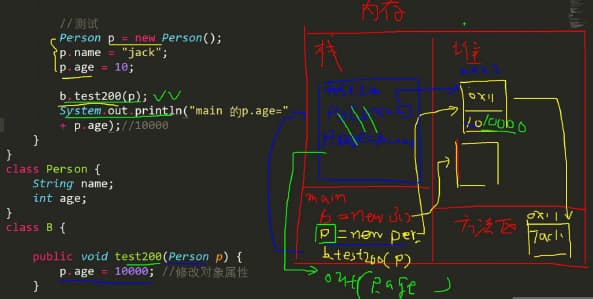 //测试
Person p = new Person();
p.name = "jack";
p.age = 10;
b.test200(p);
System.out.println("main 的p.age="
+ p.age);//10000
}
}
class Person {
String name;
int age;
}
class B {
public void test200(Person p) {
p.age = 10000; //修改对象属性
}
内存
栈
堆
0x11
10
10000
main
b = new B()
p = new Per
b.test200(p)
out(p.age)
方法区
0x11
jack